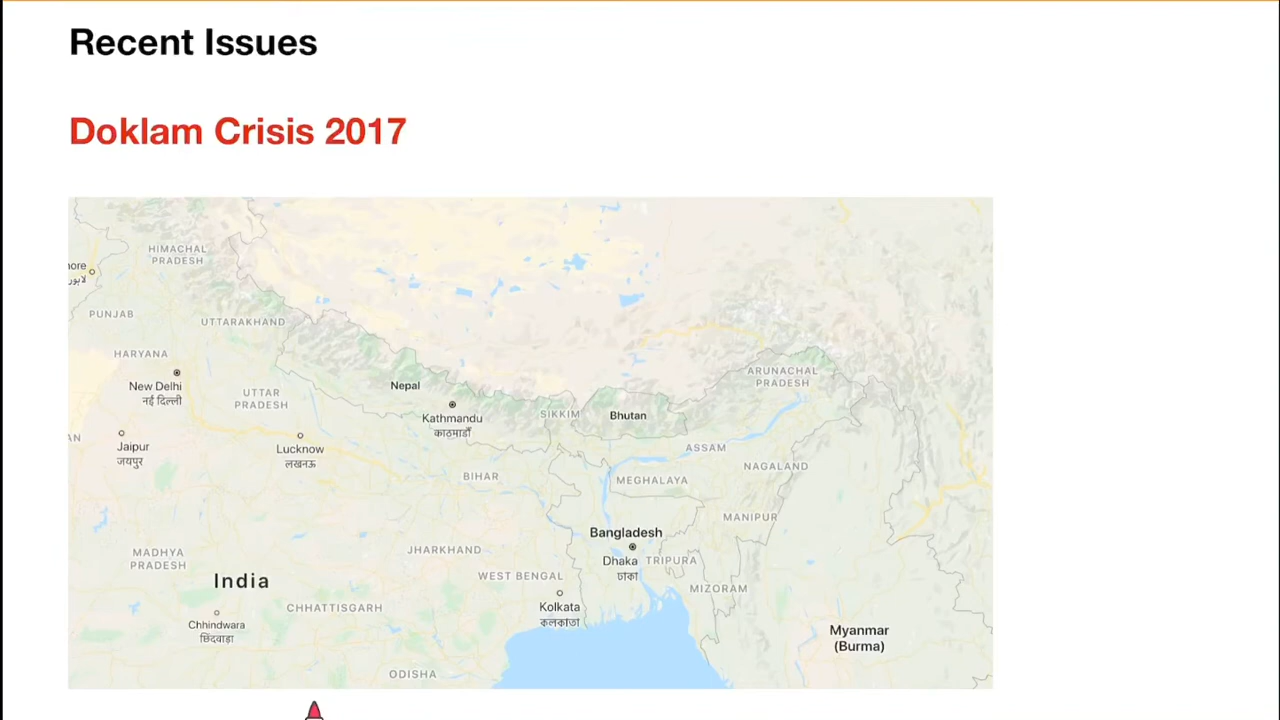 Recent Issues
Doklam Crisis 2017
HIMACHAL
PRADESH
ore
لاہور
PUNJAB
UTTARAKHAND
HARYANA
New Delhi
नई दिल्ली
UTTAR
PRADESH
Nepal
Kathmandu
काठमाडौँ
SIKKIM
Bhutan
ARUNACHAL
PRADESH
AN
Jaipur
जयपुर
Lucknow
लखनऊ
BIHAR
ASSAM
MEGHALAYA
NAGALAND
MANIPUR
Bangladesh
Dhaka
ঢাকা
TRIPURA
MIZORAM
MADHYA
PRADESH
India
JHARKHAND
WEST BENGAL
CHHATTISGARH
Kolkata
কলকাতা
Chhindwara
छिंदवाड़ा
Myanmar
(Burma)
ODISHA